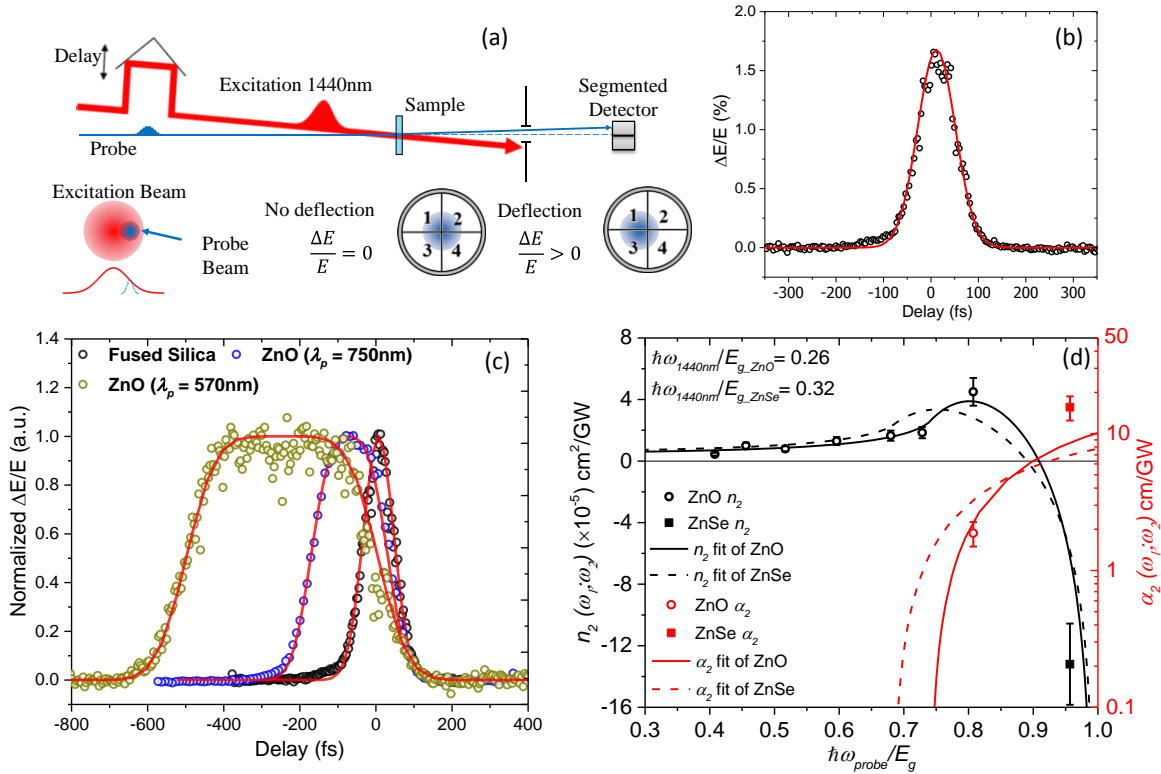 (a)
Delay
Excitation 1440nm
Sample
Segmented
Detector
Probe
Excitation Beam
Probe
Beam
No deflection
ΔE/E = 0
1 2
3 4
Deflection
ΔE/E > 0
1 2
3 4
(b)
2.0
1.5
1.0
0.5
0.0
ΔE/E (%)
-300 -200 -100 0 100 200 300
Delay (fs)
(c)
Fused Silica ZnO (λp = 750nm)
ZnO (λp = 570nm)
1.4
1.2
1.0
0.8
0.6
0.4
0.2
0.0
Normalized ΔE/E (a.u.)
-800 -600 -400 -200 0 200 400
Delay (fs)
(d)
ħω1440nm/Eg_ZnO= 0.26
ħω1440nm/Eg_ZnSe= 0.32
8
4
0
-4
-8
-12
-16
n2 (ω1;ω2) (×10-5) cm2/GW
ZnO n2
ZnSe n2
n2 fit of ZnO
n2 fit of ZnSe
ZnO α2
ZnSe α2
α2 fit of ZnO
α2 fit of ZnSe
50
10
1
0.1
α2 (ω1;ω2) cm/GW
0.3 0.4 0.5 0.6 0.7 0.8 0.9 1.0
ħωprobe/Eg